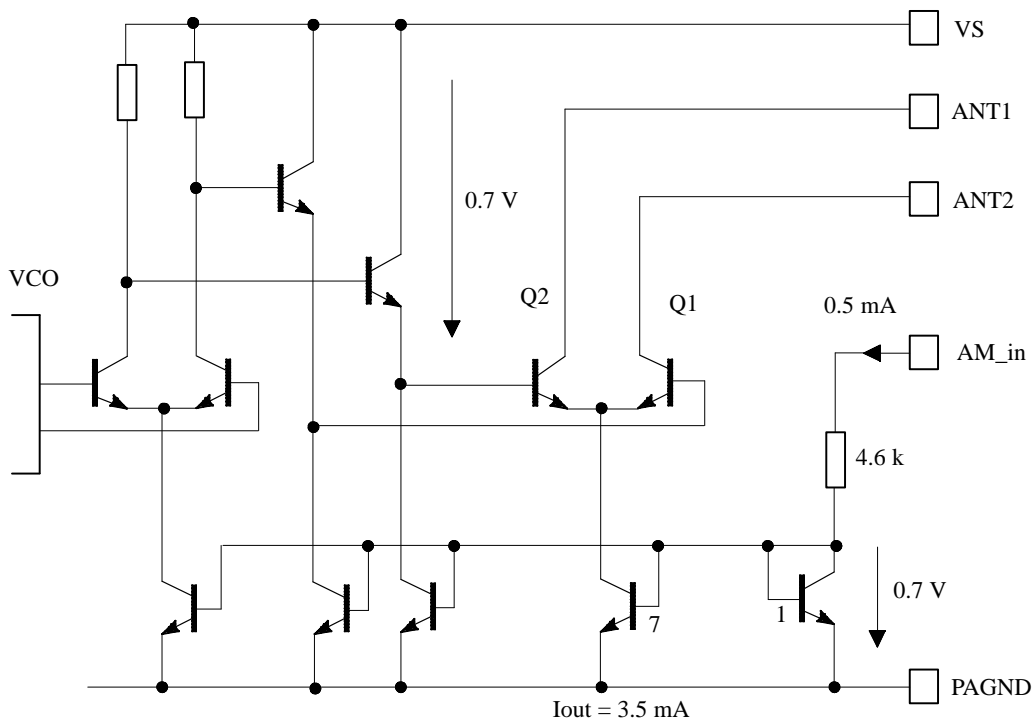 VS
ANT1
0.7 V
ANT2
VCO
Q2
Q1
0.5 mA
AM_in
4.6 k
0.7 V
7
1
PAGND
Iout = 3.5 mA